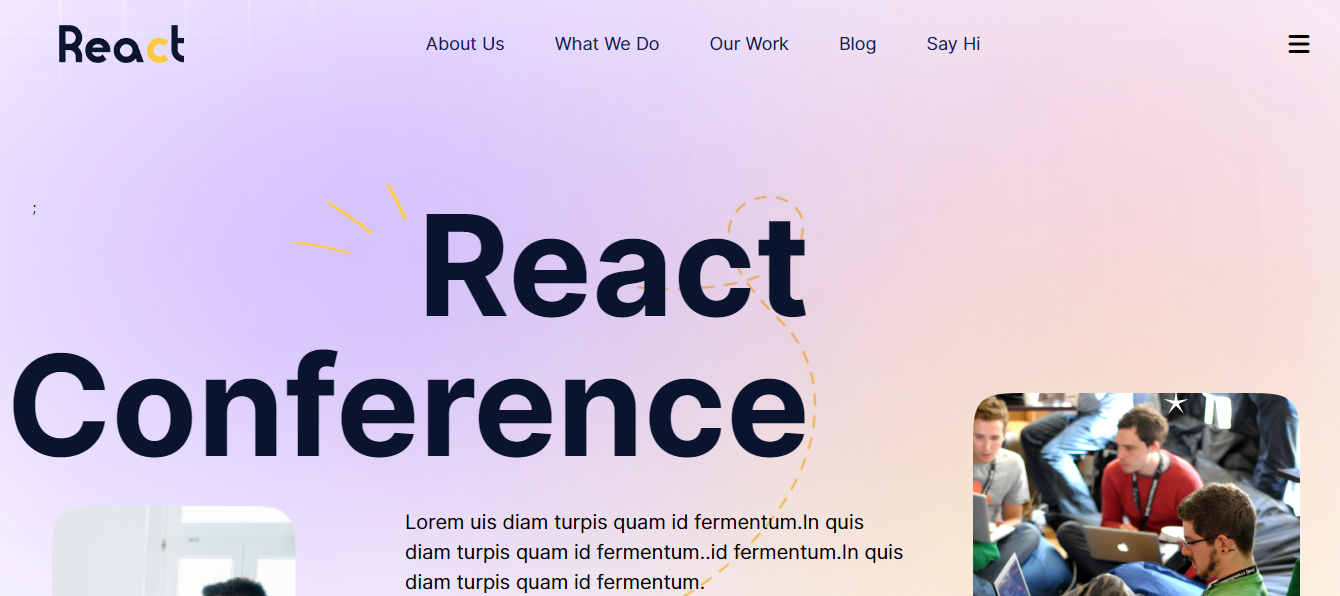 React
About Us What We Do Our Work Blog Say Hi
;
React
Conference
Lorem uis diam turpis quam id fermentum.In quis
diam turpis quam id fermentum..id fermentum.In quis
diam turpis quam id fermentum.